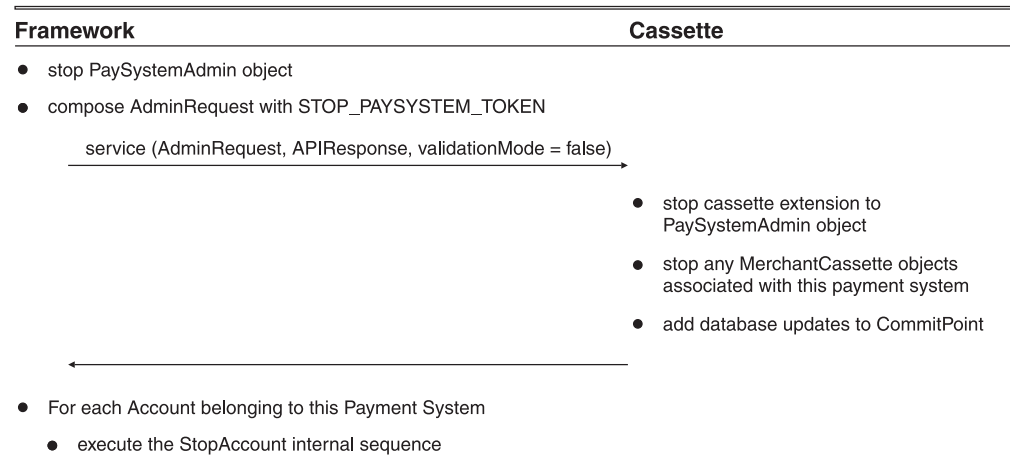 Framework Cassette
● stop PaySystemAdmin object
● compose AdminRequest with STOP_PAYSYSTEM_TOKEN
service (AdminRequest, APIResponse, validationMode = false)
● stop cassette extension to
PaySystemAdmin object
● stop any MerchantCassette objects
associated with this payment system
● add database updates to CommitPoint
● For each Account belonging to this Payment System
● execute the StopAccount internal sequence